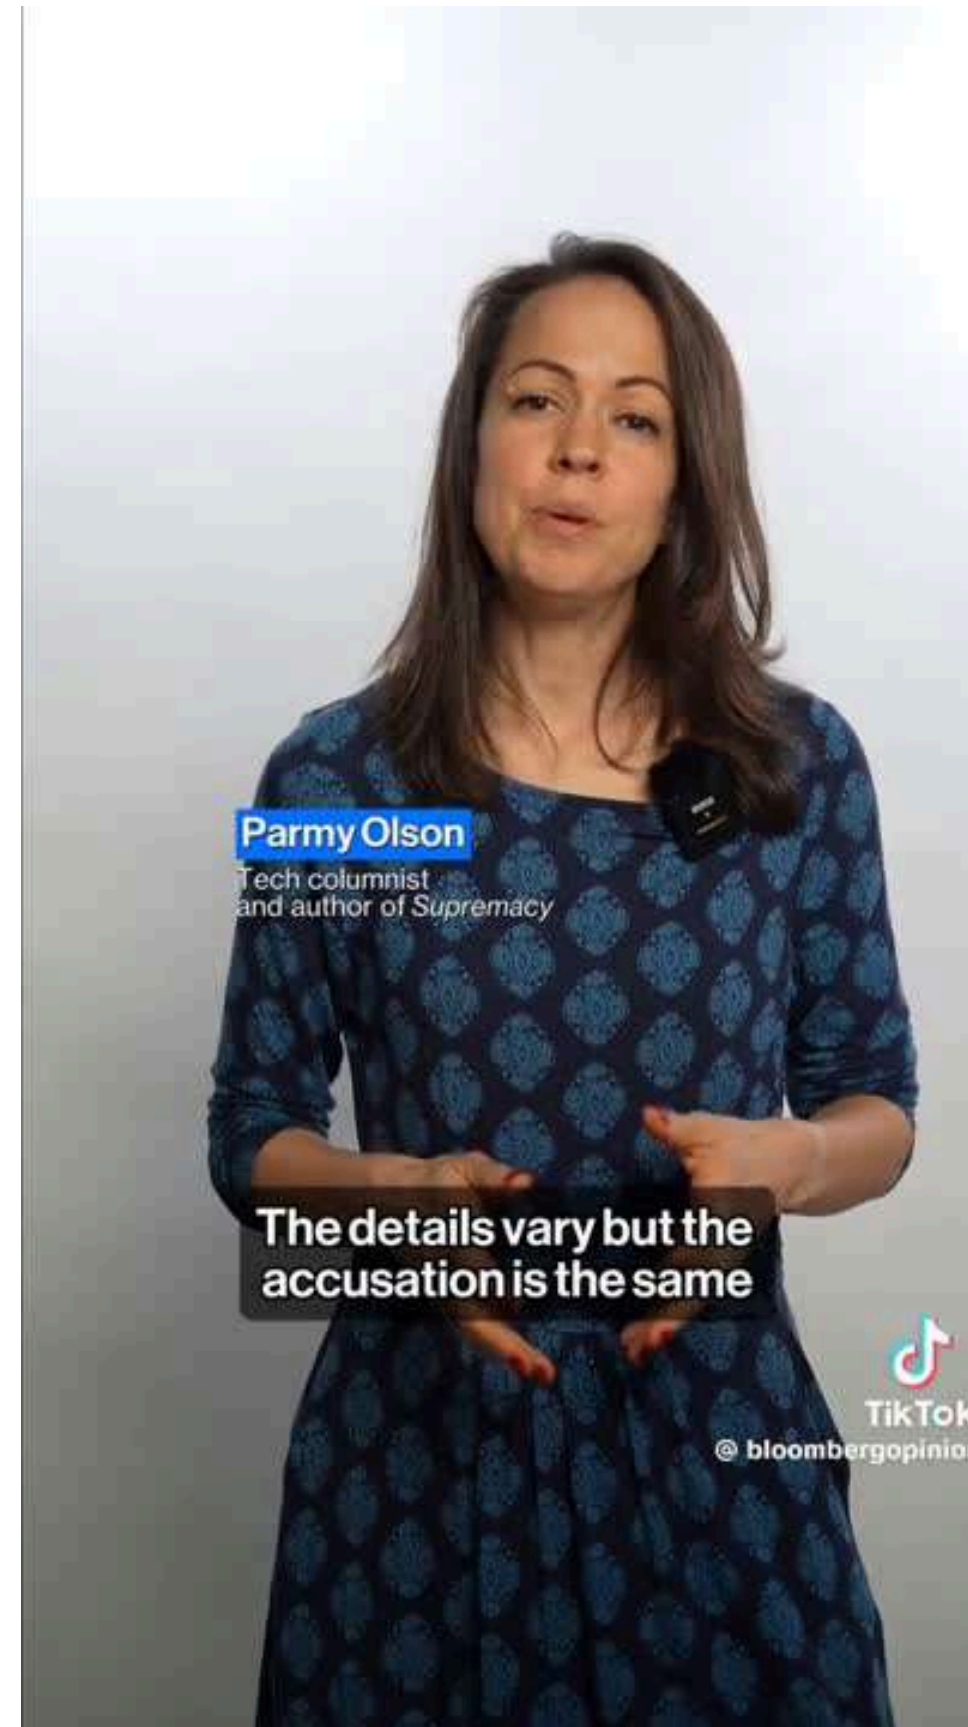 Parmy Olson
Tech columnist
and author of Supremacy
The details vary but the
accusation is the same
TikTok
@ bloombergopinio